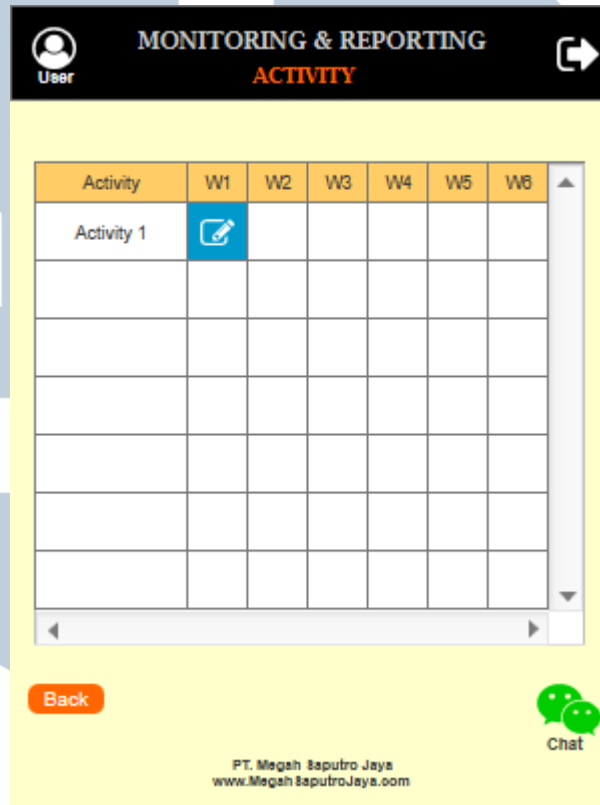 MONITORING & REPORTING
ACTIVITY
User
Activity W1 W2 W3 W4 W5 W6
Activity 1
Back
Chat
PT. Megah Saputro Jaya
www.MegahSaputroJaya.com